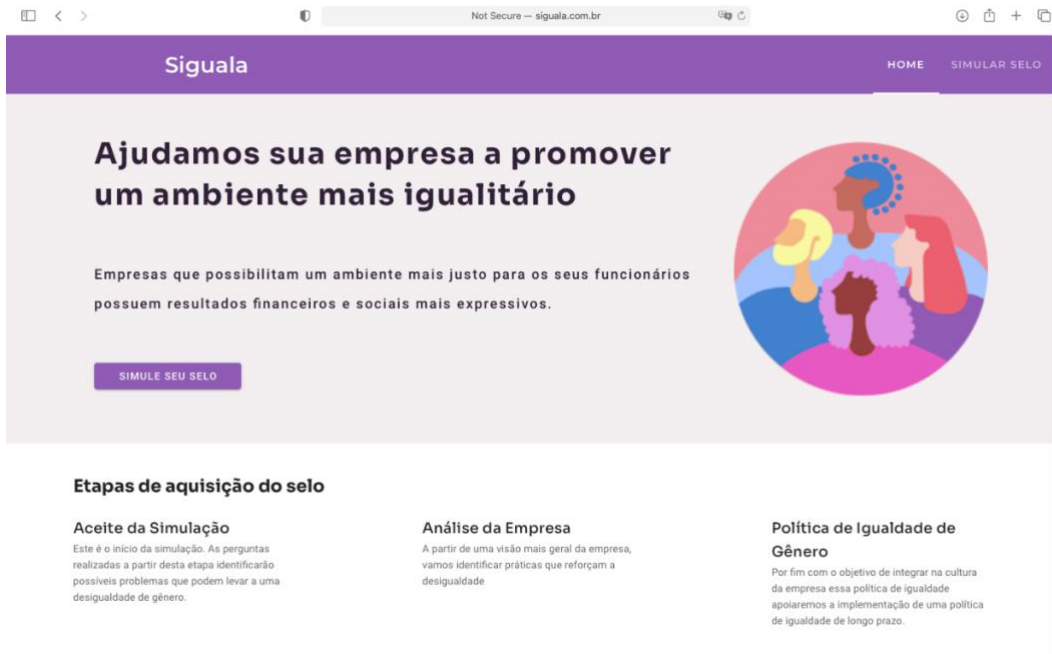 Not Secure — siguala.com.br
Siguala
HOME
SIMULAR SELO
Ajudamos sua empresa a promover
um ambiente mais igualitário
Empresas que possibilitam um ambiente mais justo para os seus funcionários
possuem resultados financeiros e sociais mais expressivos.
SIMULE SEU SELO
Etapas de aquisição do selo
Aceite da Simulação
Este é o início da simulação. As perguntas
realizadas a partir desta etapa identificarão
possíveis problemas que podem levar a uma
desigualdade de gênero.
Análise da Empresa
A partir de uma visão mais geral da empresa,
vamos identificar práticas que reforçam a
desigualdade
Política de Igualdade de
Gênero
Por fim com o objetivo de integrar na cultura
da empresa essa política de igualdade
apoiaremos a implementação de uma política
de igualdade de longo prazo.